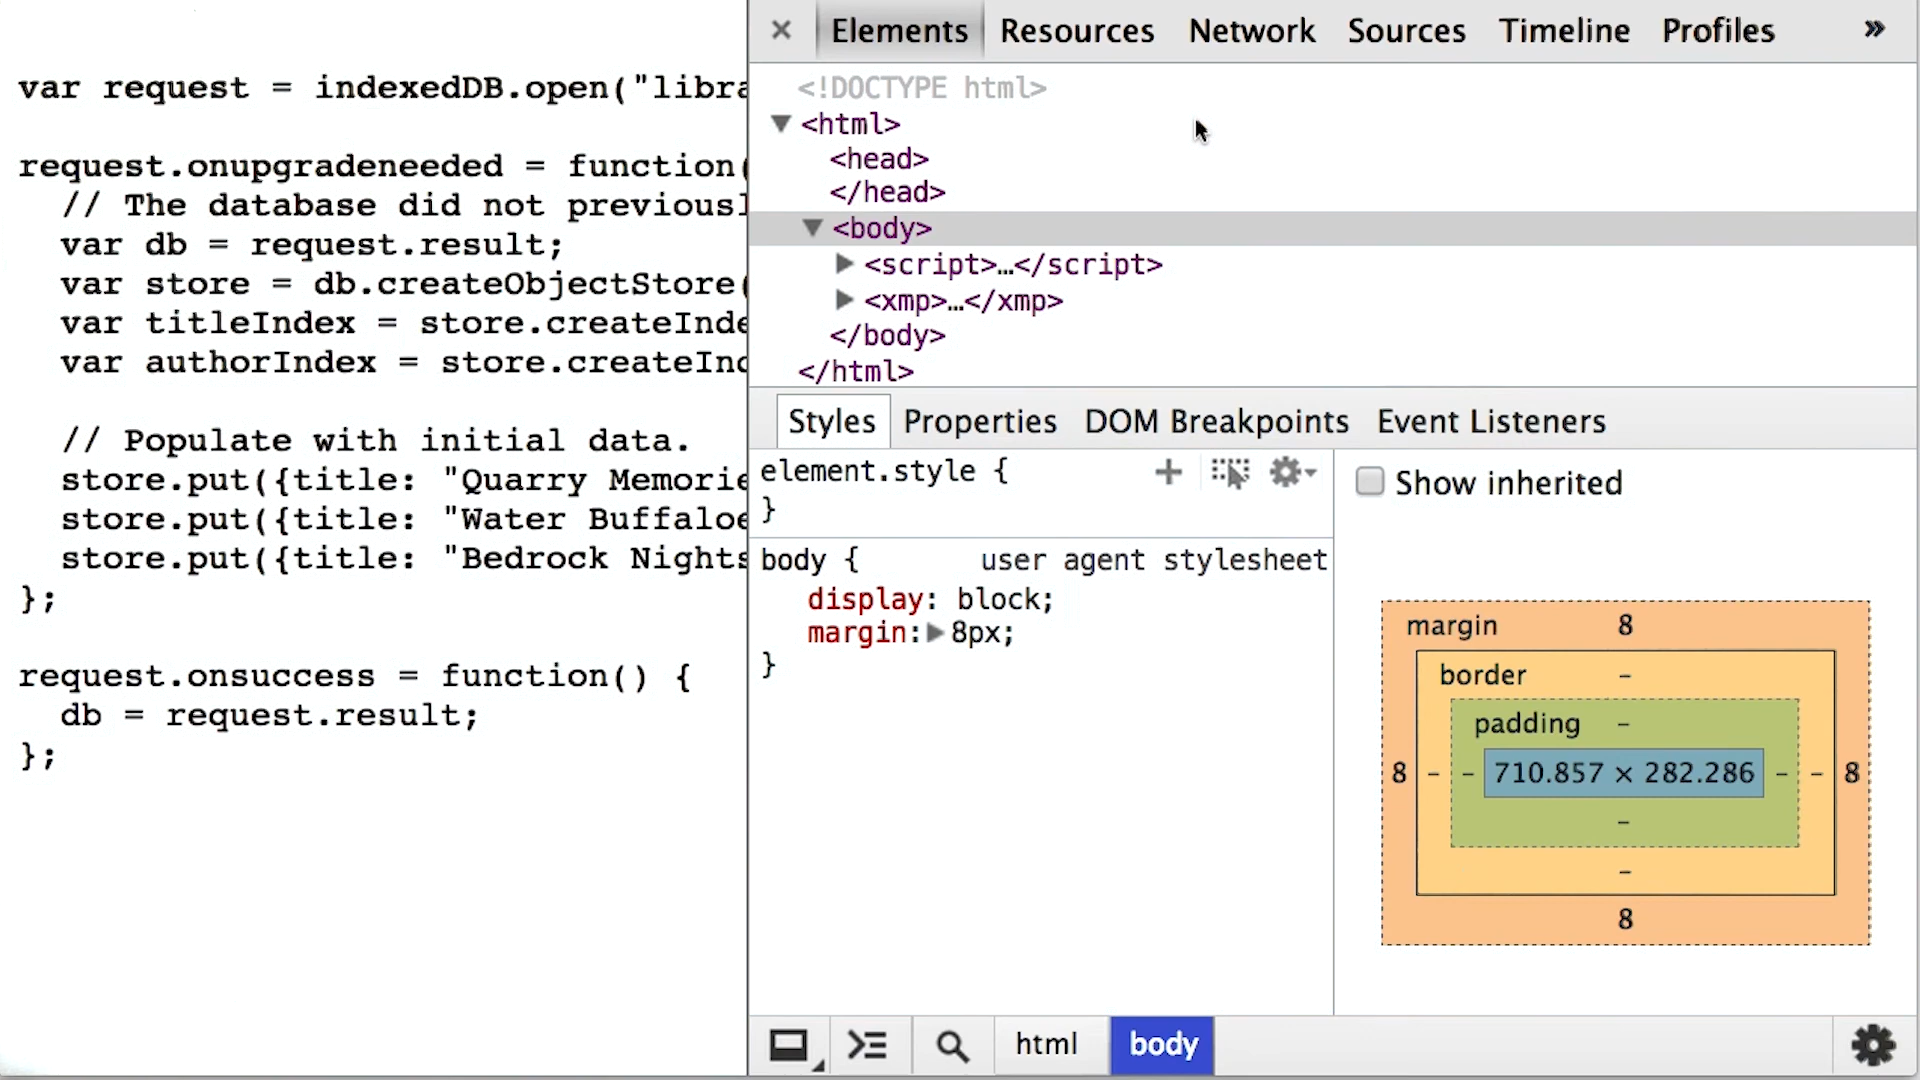 var request = indexedDB.open("libra
request.onupgradeneeded = function(
// The database did not previousl
var db = request.result;
var store = db.createObjectStore(
var titleIndex = store.createInde
var authorIndex = store.createInd
// Populate with initial data.
store.put({title: "Quarry Memorie
store.put({title: "Water Buffaloe
store.put({title: "Bedrock Nights
};
request.onsuccess = function() {
db = request.result;
};
× Elements Resources Network Sources Timeline Profiles »
<!DOCTYPE html>
<html>
<head>
</head>
<body>
<script>…</script>
<xmp>…</xmp>
</body>
</html>
Styles Properties DOM Breakpoints Event Listeners
element.style {
}
body { user agent stylesheet
display: block;
margin: 8px;
}
Show inherited
margin 8
border –
padding –
8 – – 710.857 × 282.286 – – 8
–
–
8
html body